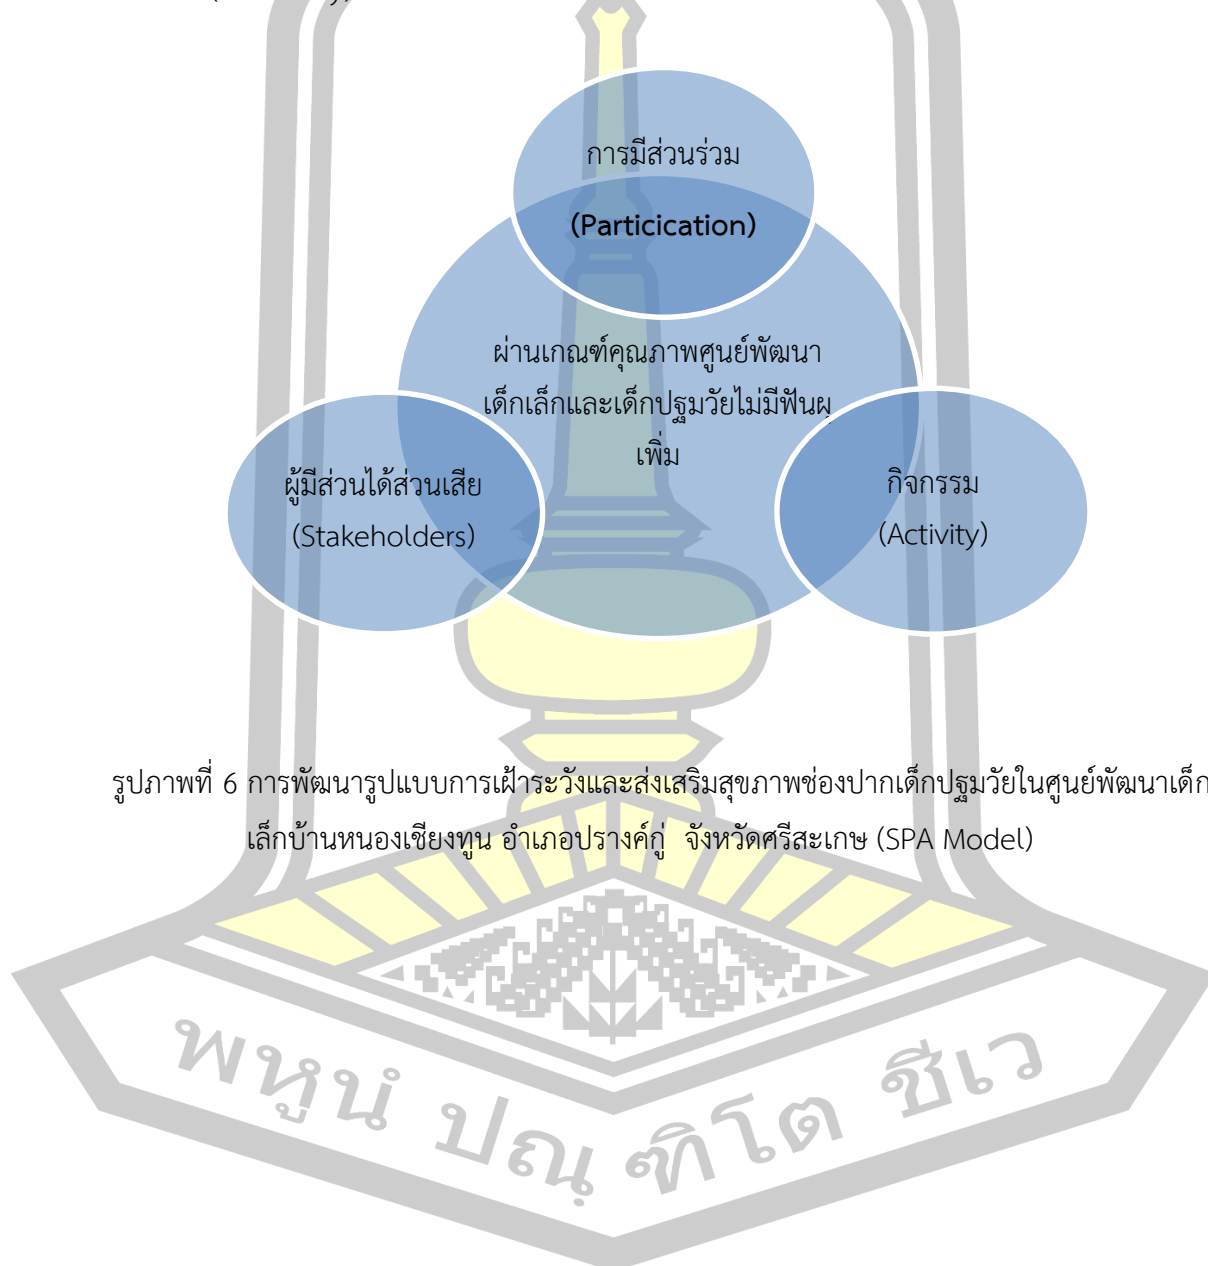 การมีส่วนร่วม
(Particication)
ผ่านเกณฑ์คุณภาพศูนย์พัฒนา
เด็กเล็กและเด็กปฐมวัยไม่มีฟันผุ
เพิ่ม
ผู้มีส่วนได้ส่วนเสีย
(Stakeholders)
กิจกรรม
(Activity)
รูปภาพที่ 6 การพัฒนารูปแบบการเฝ้าระวังและส่งเสริมสุขภาพช่องปากเด็กปฐมวัยในศูนย์พัฒนาเด็ก
เล็กบ้านหนองเชียงทูน อำเภอปรางค์กู่ จังหวัดศรีสะเกษ (SPA Model)
พหูนํ ปณฺฑิโต ชีเว